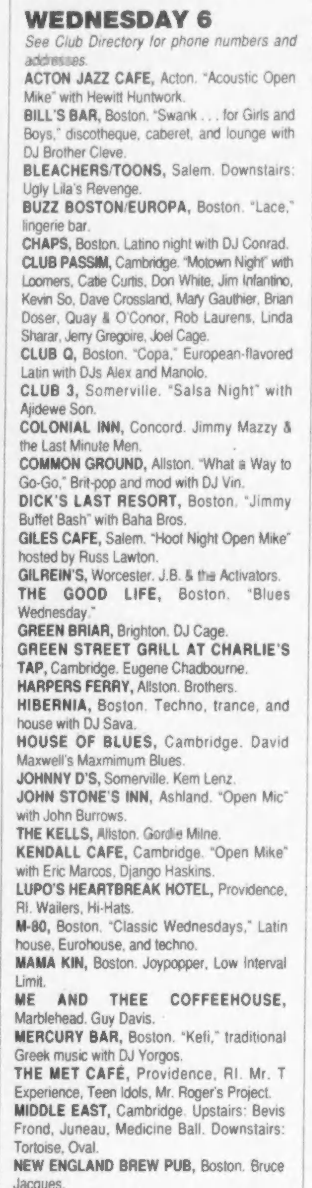 WEDNESDAY 6
See Club Directory for phone numbers and
addresses.
ACTON JAZZ CAFE, Acton. "Acoustic Open
Mike" with Hewitt Huntwork.
BILL'S BAR, Boston. "Swank . . . for Girls and
Boys," discotheque, caberet, and lounge with
DJ Brother Cleve.
BLEACHERS/TOONS, Salem. Downstairs:
Ugly Lila's Revenge.
BUZZ BOSTON/EUROPA, Boston. "Lace,"
lingerie bar.
CHAPS, Boston. Latino night with DJ Conrad.
CLUB PASSIM, Cambridge. "Motown Night" with
Loomers, Catie Curtis, Don White, Jim Infantino,
Kevin So, Dave Crossland, Mary Gauthier, Brian
Doser, Quay & O'Conor, Rob Laurens, Linda
Sharar, Jerry Gregoire, Joel Cage.
CLUB Q, Boston. "Copa," European-flavored
Latin with DJs Alex and Manolo.
CLUB 3, Somerville. "Salsa Night" with
Ajidewe Son.
COLONIAL INN, Concord. Jimmy Mazzy &
the Last Minute Men.
COMMON GROUND, Allston. "What a Way to
Go-Go," Brit-pop and mod with DJ Vin.
DICK'S LAST RESORT, Boston. "Jimmy
Buffet Bash" with Baha Bros.
GILES CAFE, Salem. "Hoot Night Open Mike"
hosted by Russ Lawton.
GILREIN'S, Worcester. J.B. & the Activators.
THE GOOD LIFE, Boston. "Blues
Wednesday."
GREEN BRIAR, Brighton. DJ Cage.
GREEN STREET GRILL AT CHARLIE'S
TAP, Cambridge. Eugene Chadbourne.
HARPERS FERRY, Allston. Brothers.
HIBERNIA, Boston. Techno, trance, and
house with DJ Sava.
HOUSE OF BLUES, Cambridge. David
Maxwell's Maxmimum Blues.
JOHNNY D'S, Somerville. Kem Lenz.
JOHN STONE'S INN, Ashland. "Open Mic"
with John Burrows.
THE KELLS, Allston. Gordie Milne.
KENDALL CAFE, Cambridge. "Open Mike"
with Eric Marcos, Django Haskins.
LUPO'S HEARTBREAK HOTEL, Providence,
RI. Wailers, Hi-Hats.
M-80, Boston. "Classic Wednesdays," Latin
house, Eurohouse, and techno.
MAMA KIN, Boston. Joypopper, Low Interval
Limit.
ME AND THEE COFFEEHOUSE,
Marblehead. Guy Davis.
MERCURY BAR, Boston. "Kefi," traditional
Greek music with DJ Yorgos.
THE MET CAFÉ, Providence, RI. Mr. T
Experience, Teen Idols, Mr. Roger's Project.
MIDDLE EAST, Cambridge. Upstairs: Bevis
Frond, Juneau, Medicine Ball. Downstairs:
Tortoise, Oval.
NEW ENGLAND BREW PUB, Boston. Bruce
Jacques.